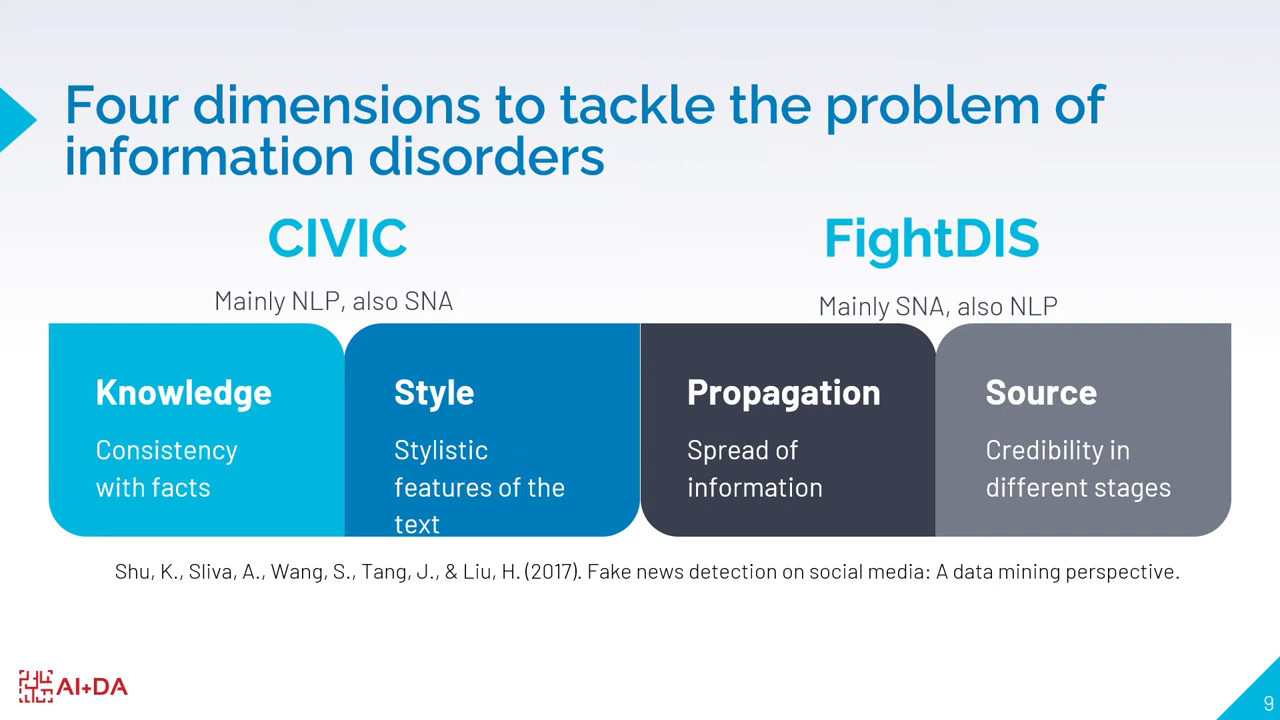 Four dimensions to tackle the problem of
information disorders
CIVIC
Mainly NLP, also SNA
FightDIS
Mainly SNA, also NLP
Knowledge
Consistency
with facts
Style
Stylistic
features of the
text
Propagation
Spread of
information
Source
Credibility in
different stages
Shu, K., Sliva, A., Wang, S., Tang, J., & Liu, H. (2017). Fake news detection on social media: A data mining perspective.
AI+DA
9